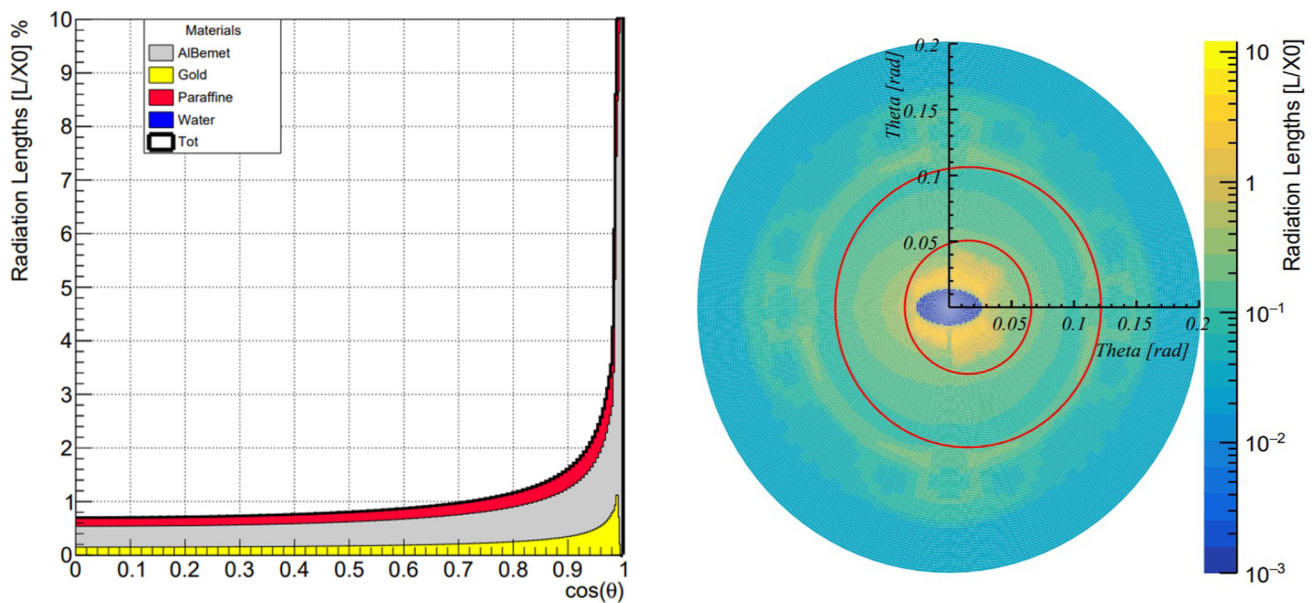 Radiation Lengths [L/X0] %
10
9
8
7
6
5
4
3
2
1
0
Materials
AlBemet
Gold
Paraffine
Water
Tot
0 0.1 0.2 0.3 0.4 0.5 0.6 0.7 0.8 0.9 1
cos(θ)
Theta [rad]
0.2
0.15
0.1
0.05
0.05 0.1 0.15 0.2
Theta [rad]
Radiation Lengths [L/X0]
10
1
10⁻¹
10⁻²
10⁻³